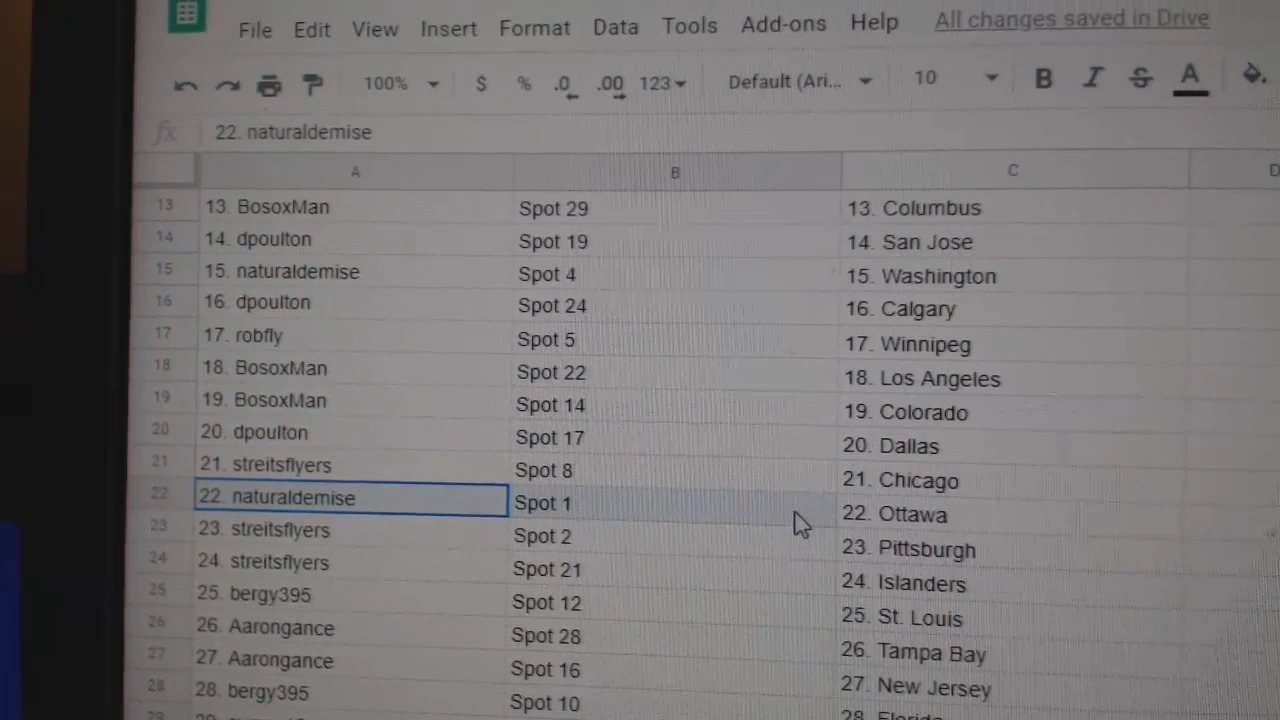 File Edit View Insert Format Data Tools Add-ons Help All changes saved in Drive
100% $ % .0 .00 123 Default (Ari... 10 B I S A
fx 22. naturaldemise
A B C D
13 13. BosoxMan Spot 29 13. Columbus
14 14. dpoulton Spot 19 14. San Jose
15 15. naturaldemise Spot 4 15. Washington
16 16. dpoulton Spot 24 16. Calgary
17 17. robfly Spot 5 17. Winnipeg
18 18. BosoxMan Spot 22 18. Los Angeles
19 19. BosoxMan Spot 14 19. Colorado
20 20. dpoulton Spot 17 20. Dallas
21 21. streitsflyers Spot 8 21. Chicago
22 22. naturaldemise Spot 1 22. Ottawa
23 23. streitsflyers Spot 2 23. Pittsburgh
24 24. streitsflyers Spot 21 24. Islanders
25 25. bergy395 Spot 12 25. St. Louis
26 26. Aarongance Spot 28 26. Tampa Bay
27 27. Aarongance Spot 16 27. New Jersey
28 28. bergy395 Spot 10 28. Florida
29